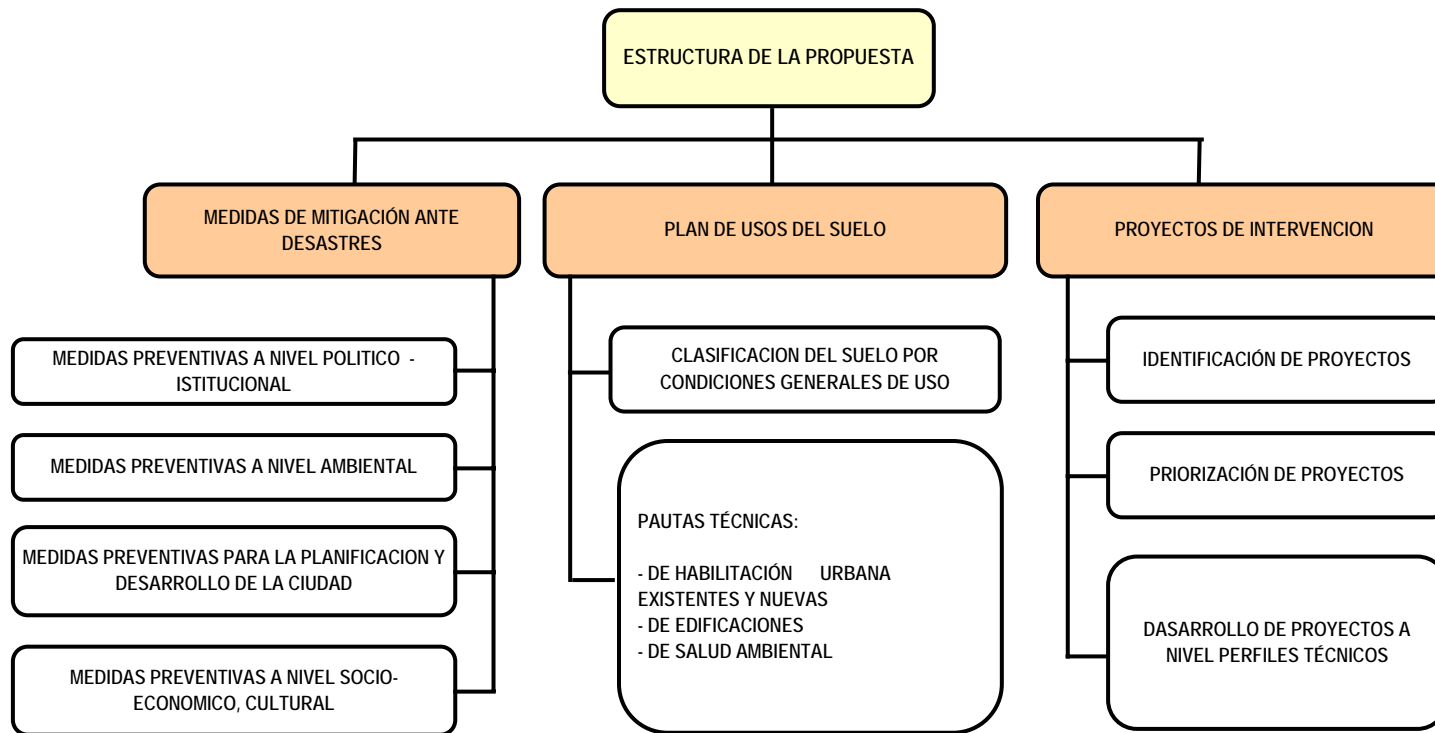 ESTRUCTURA DE LA PROPUESTA
MEDIDAS DE MITIGACIÓN ANTE
DESASTRES
PLAN DE USOS DEL SUELO
PROYECTOS DE INTERVENCION
MEDIDAS PREVENTIVAS A NIVEL POLITICO -
ISTITUCIONAL
MEDIDAS PREVENTIVAS A NIVEL AMBIENTAL
MEDIDAS PREVENTIVAS PARA LA PLANIFICACION Y
DESARROLLO DE LA CIUDAD
MEDIDAS PREVENTIVAS A NIVEL SOCIO-
ECONOMICO, CULTURAL
CLASIFICACION DEL SUELO POR
CONDICIONES GENERALES DE USO
PAUTAS TÉCNICAS:
- DE HABILITACIÓN URBANA
EXISTENTES Y NUEVAS
- DE EDIFICACIONES
- DE SALUD AMBIENTAL
IDENTIFICACIÓN DE PROYECTOS
PRIORIZACIÓN DE PROYECTOS
DASARROLLO DE PROYECTOS A
NIVEL PERFILES TÉCNICOS